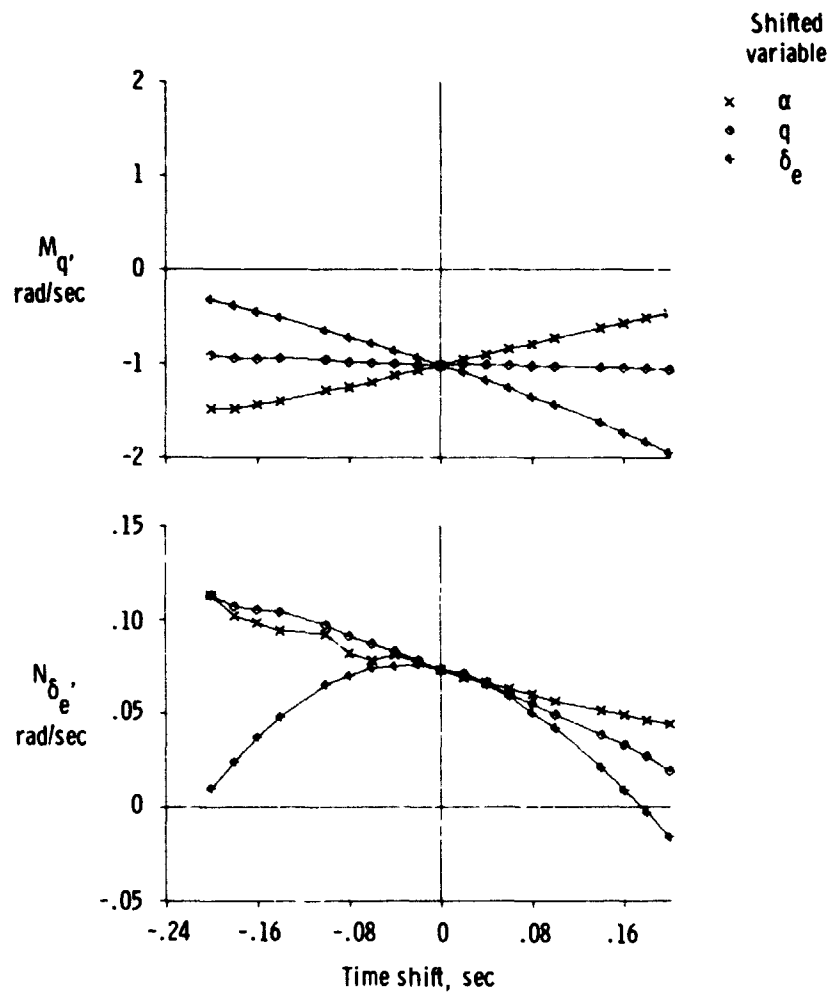 Shifted
variable
α
q
δe
2
1
0
-1
-2
Mq,
rad/sec
.15
.10
.05
0
-.05
Nδe,
rad/sec
-.24 -.16 -.08 0 .08 .16
Time shift, sec